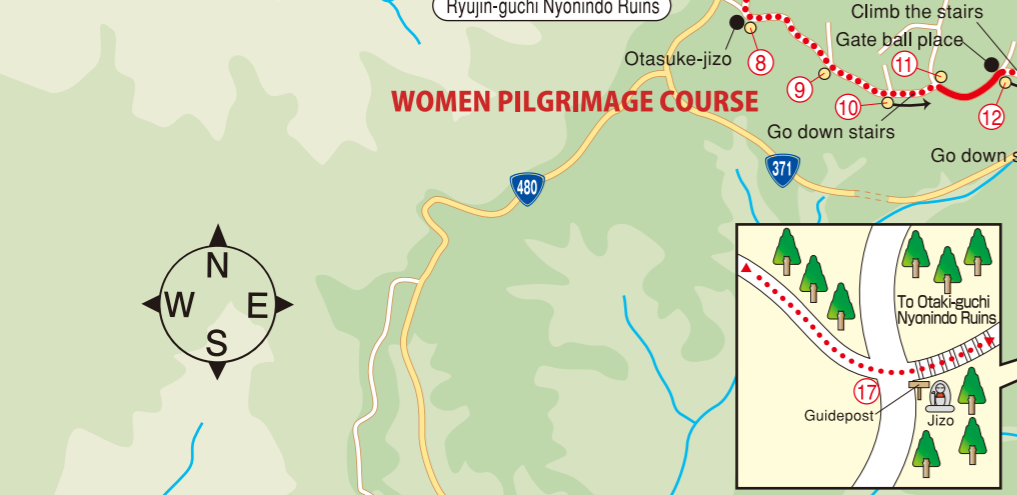 Ryujin-guchi Nyonindo Ruins
Climb the stairs
Gate ball place
Otasuke-jizo
8
11
9
WOMEN PILGRIMAGE COURSE
10
12
Go down stairs
Go down s
371
480
N
W E
S
To Otaki-guchi
Nyonindo Ruins
17
Guidepost
Jizo